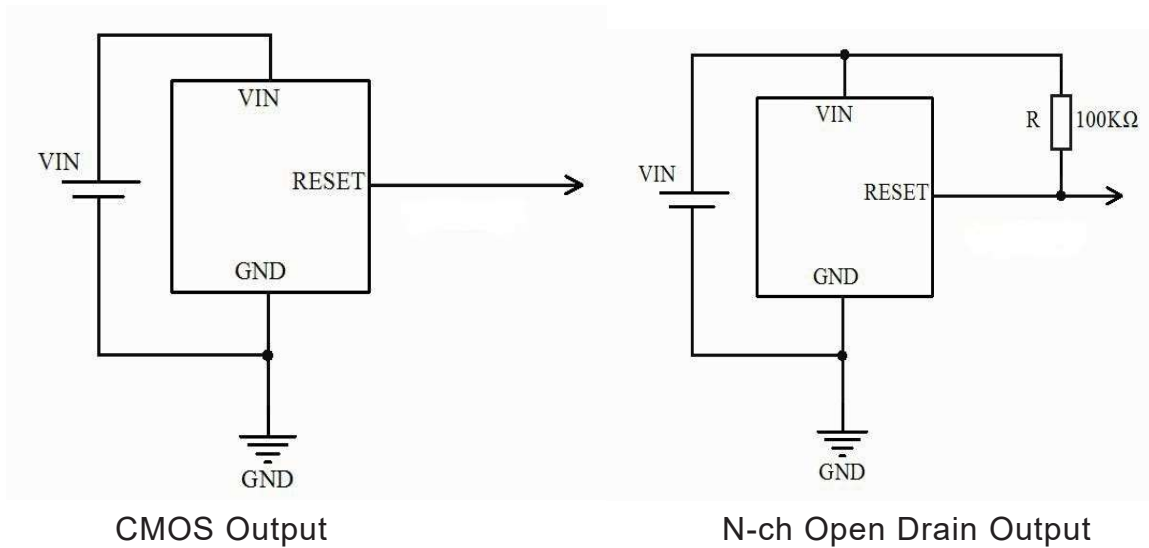 VIN
VIN
RESET
GND
GND
CMOS Output
VIN
VIN
R 100KΩ
RESET
GND
GND
N-ch Open Drain Output